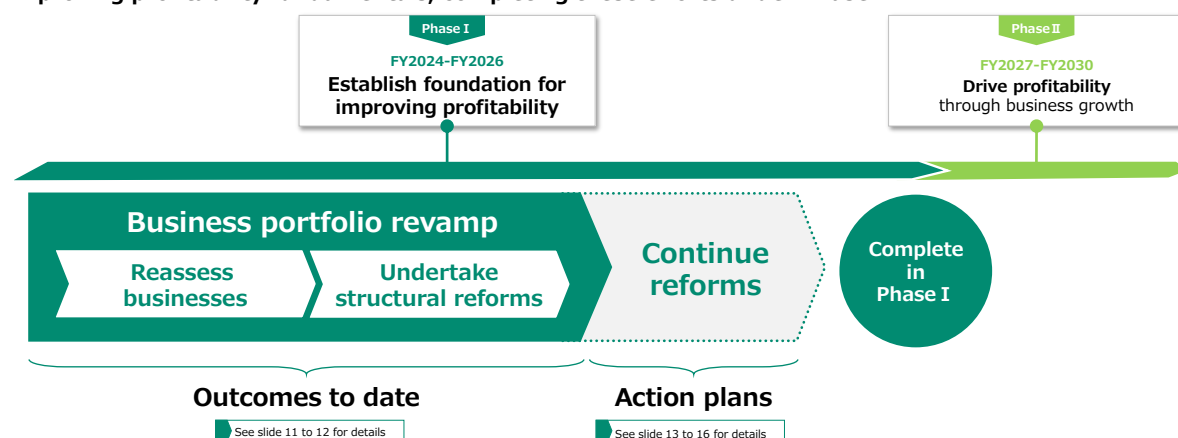 Phase I
FY2024-FY2026
Establish foundation for
improving profitability
Phase II
FY2027-FY2030
Drive profitability
through business growth
Business portfolio revamp
Reassess
businesses
Undertake
structural reforms
Continue
reforms
Complete
in
Phase I
Outcomes to date
See slide 11 to 12 for details
Action plans
See slide 13 to 16 for details